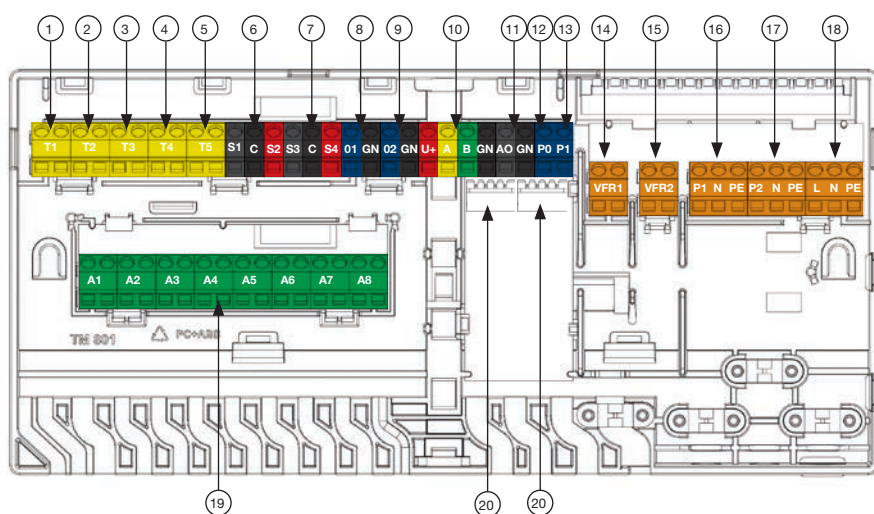 1 2 3 4 5 6 7 8 9 10 11 12 13 14 15 16 17 18
T1 T2 T3 T4 T5 S1 C S2 S3 C S4 01 GN 02 GN U+ A B GN AO GN P0 P1
VFR1 VFR2 P1 N PE P2 N PE L N PE
A1 A2 A3 A4 A5 A6 A7 A8
TM 801 PC+ABS
19 20 20